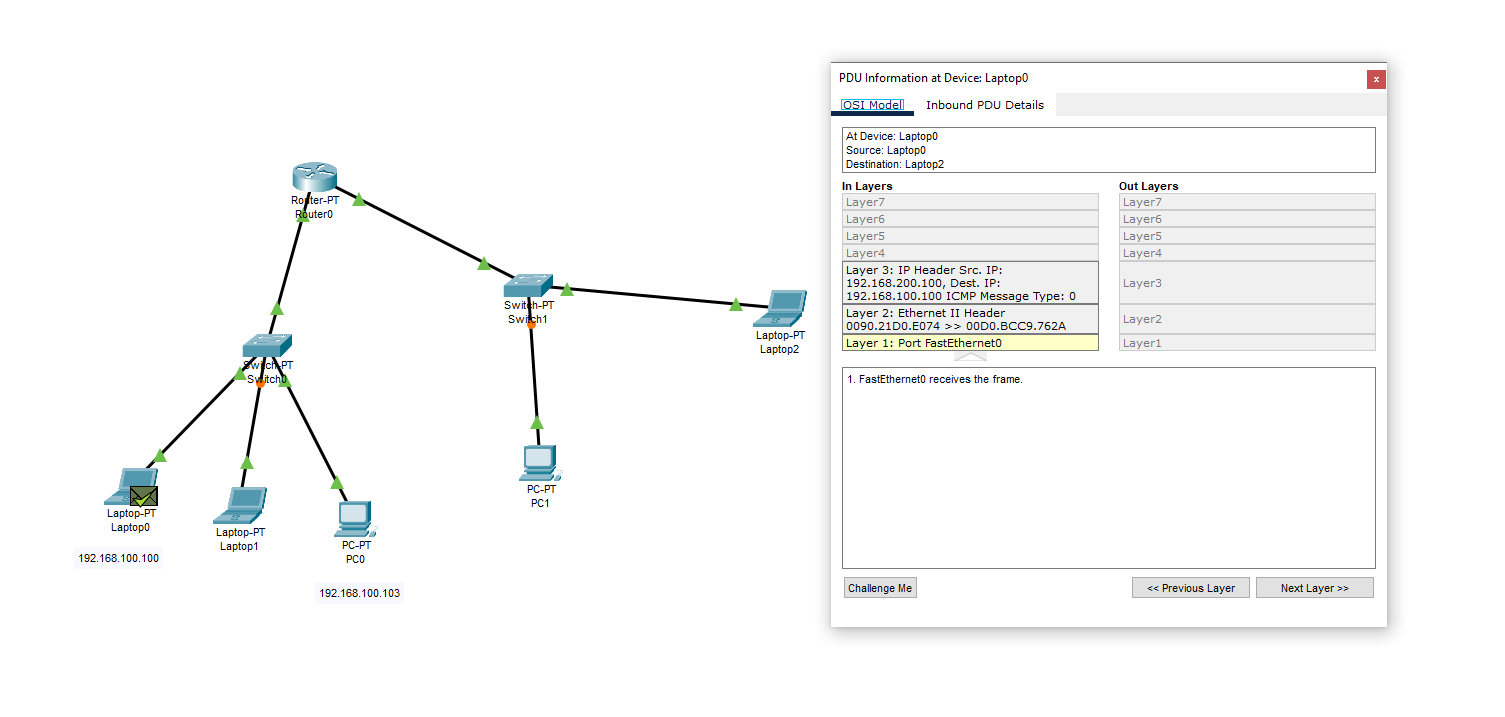 Router-PT
Router0
Switch-PT
Switch1
Laptop-PT
Laptop2
Switch-PT
Switch0
PC-PT
PC1
Laptop-PT
Laptop0
192.168.100.100
Laptop-PT
Laptop1
PC-PT
PC0
192.168.100.103
PDU Information at Device: Laptop0
x
OSI Model
Inbound PDU Details
At Device: Laptop0
Source: Laptop0
Destination: Laptop2
In Layers
Layer7
Layer6
Layer5
Layer4
Layer 3: IP Header Src. IP:
192.168.200.100, Dest. IP:
192.168.100.100 ICMP Message Type: 0
Layer 2: Ethernet II Header
0090.21D0.E074 >> 00D0.BCC9.762A
Layer 1: Port FastEthernet0
Out Layers
Layer7
Layer6
Layer5
Layer4
Layer3
Layer2
Layer1
1. FastEthernet0 receives the frame.
Challenge Me
<< Previous Layer
Next Layer >>